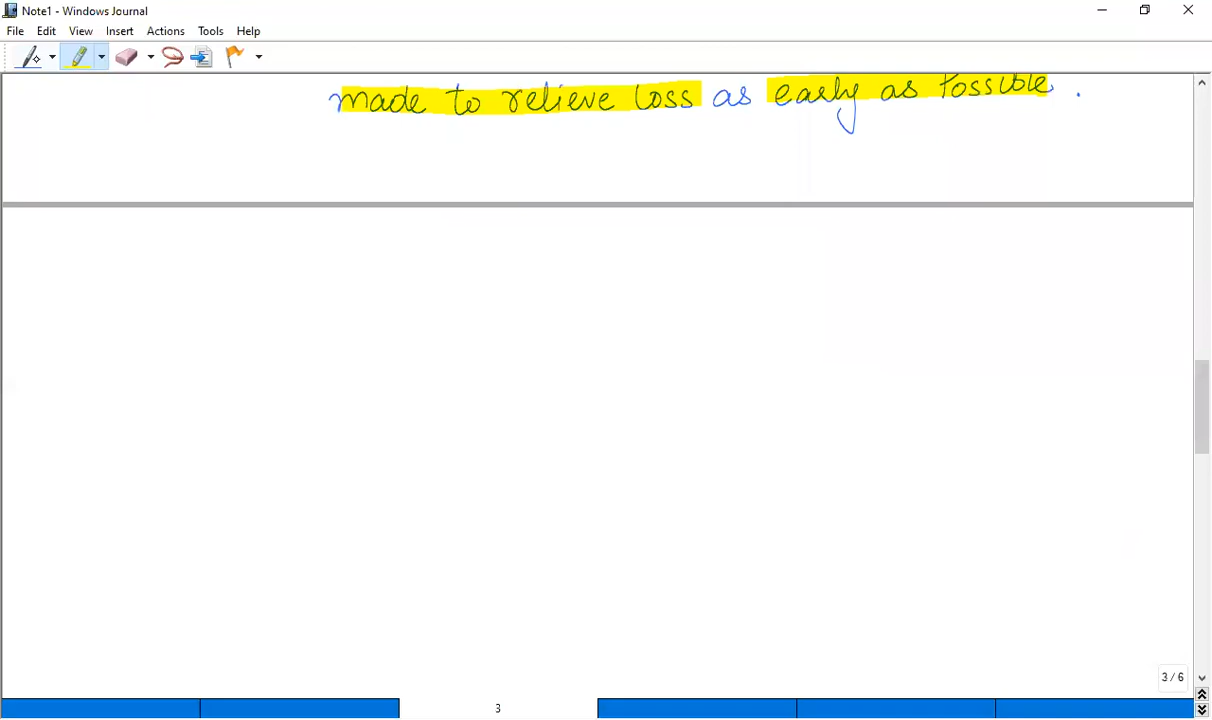 Note1 - Windows Journal
File Edit View Insert Actions Tools Help
made to relieve loss as early as Possible.
3 / 6
3